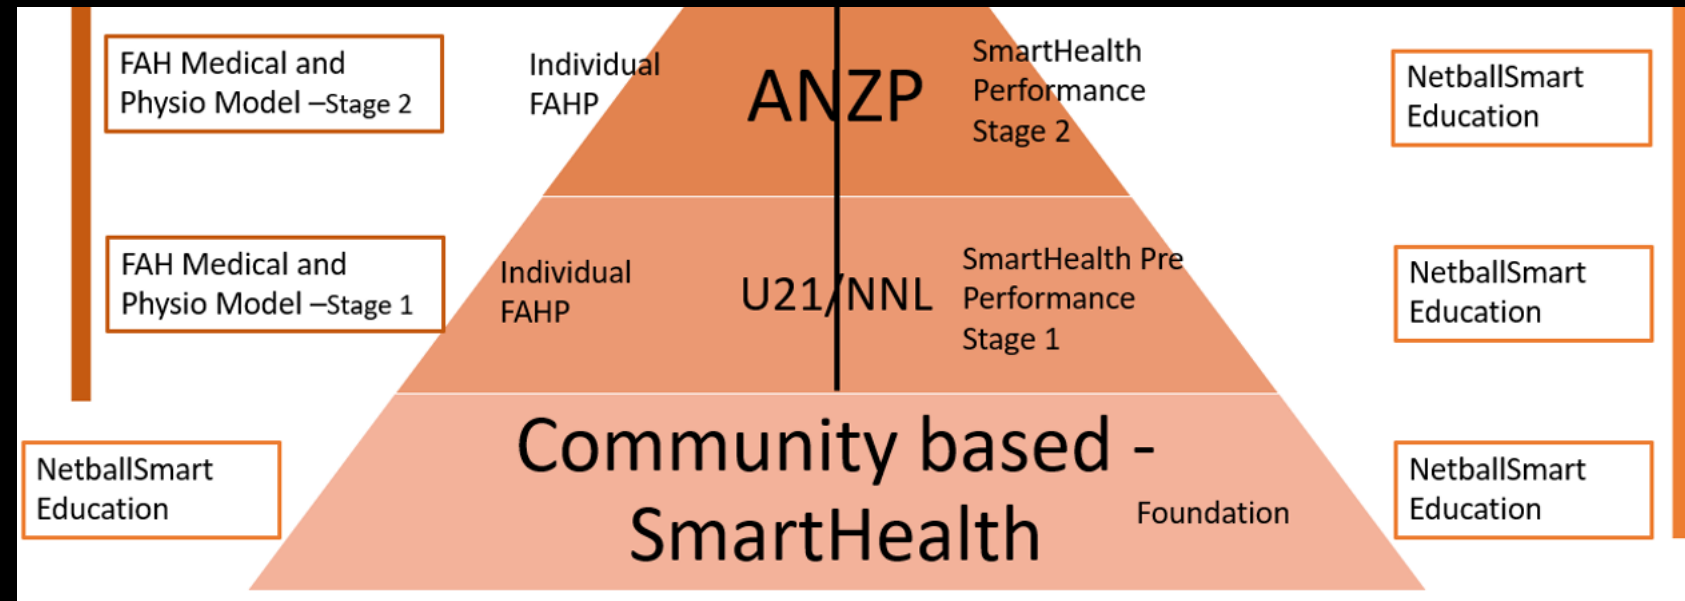 FAH Medical and
Physio Model –Stage 2
Individual
FAHP
ANZP
SmartHealth
Performance
Stage 2
NetballSmart
Education
FAH Medical and
Physio Model –Stage 1
Individual
FAHP
U21/NNL
SmartHealth Pre
Performance
Stage 1
NetballSmart
Education
NetballSmart
Education
Community based -
SmartHealth
Foundation
NetballSmart
Education